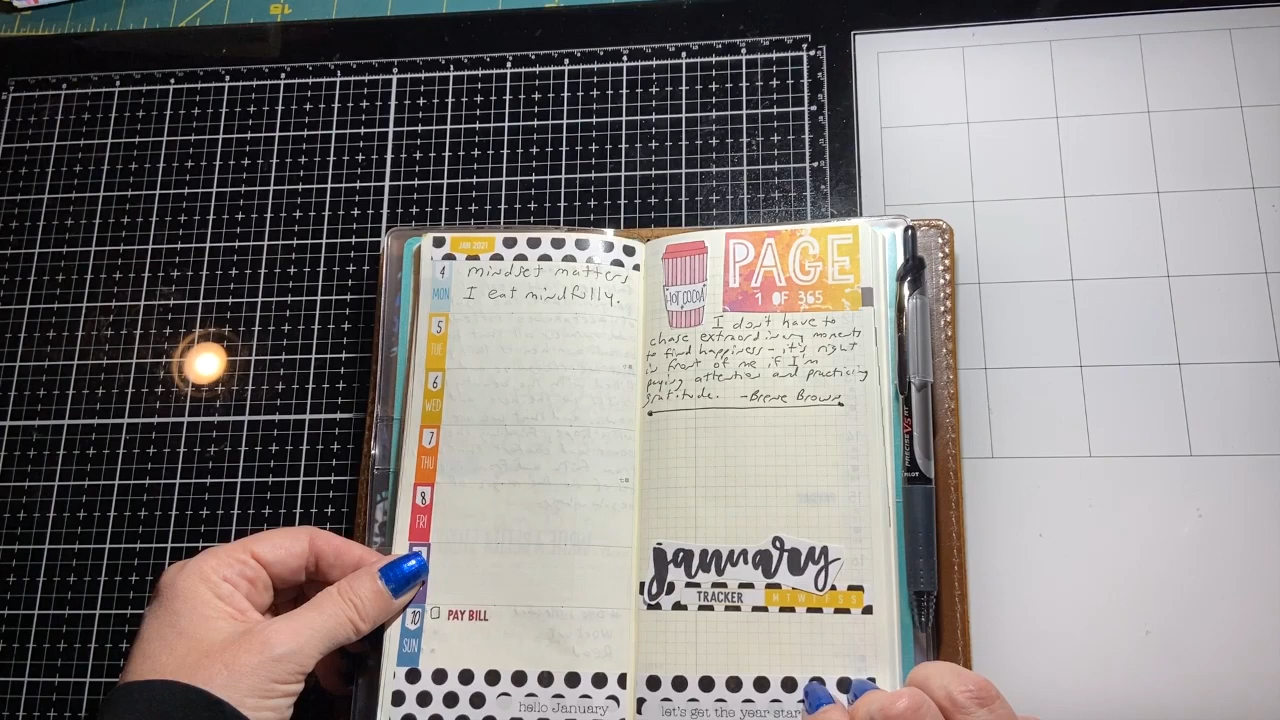 JAN 2021
4
MON
mindset matters
I eat mindfully.
5
TUE
6
WED
7
THU
8
FRI
10
SUN
PAY BILL
hello January
HOT COCOA
PAGE
1 OF 365
I don't have to
chase extraordinary moments
to find happiness - it's right
in front of me if I'm
paying attention and practicing
gratitude. -Brene Brown
january
TRACKER
M T W T F S S
let's get the year star
PRECISE V5 RT
PILOT